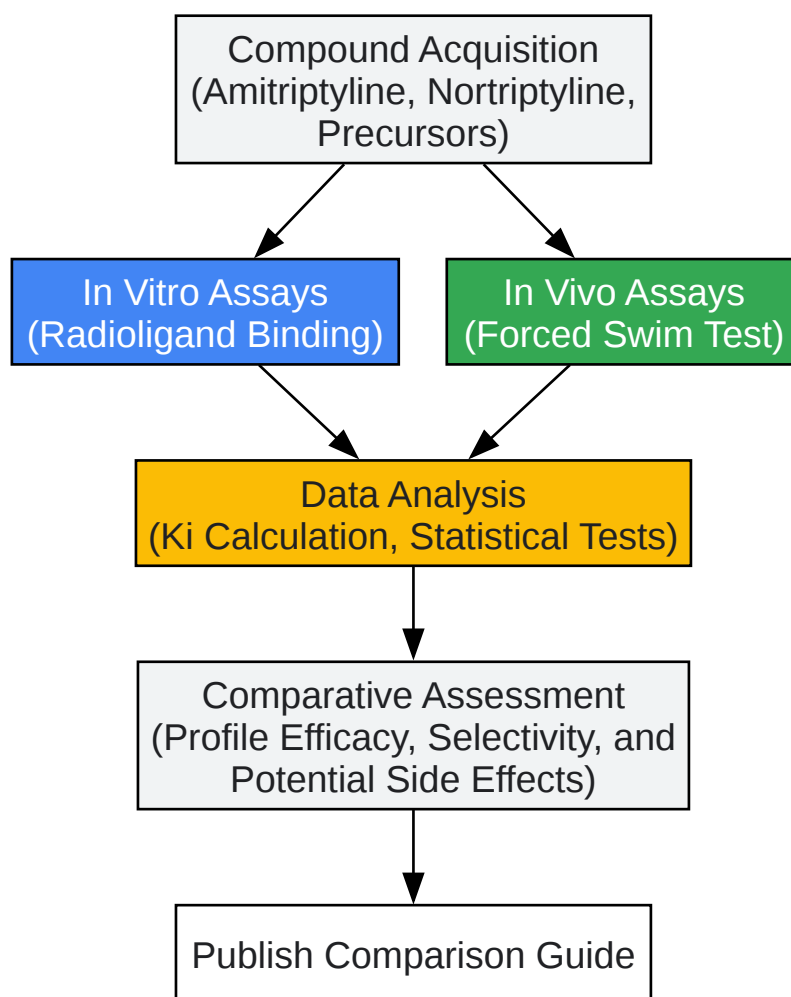 Compound Acquisition
(Amitriptyline, Nortriptyline,
Precursors)
In Vitro Assays
(Radioligand Binding)
In Vivo Assays
(Forced Swim Test)
Data Analysis
(Ki Calculation, Statistical Tests)
Comparative Assessment
(Profile Efficacy, Selectivity, and
Potential Side Effects)
Publish Comparison Guide